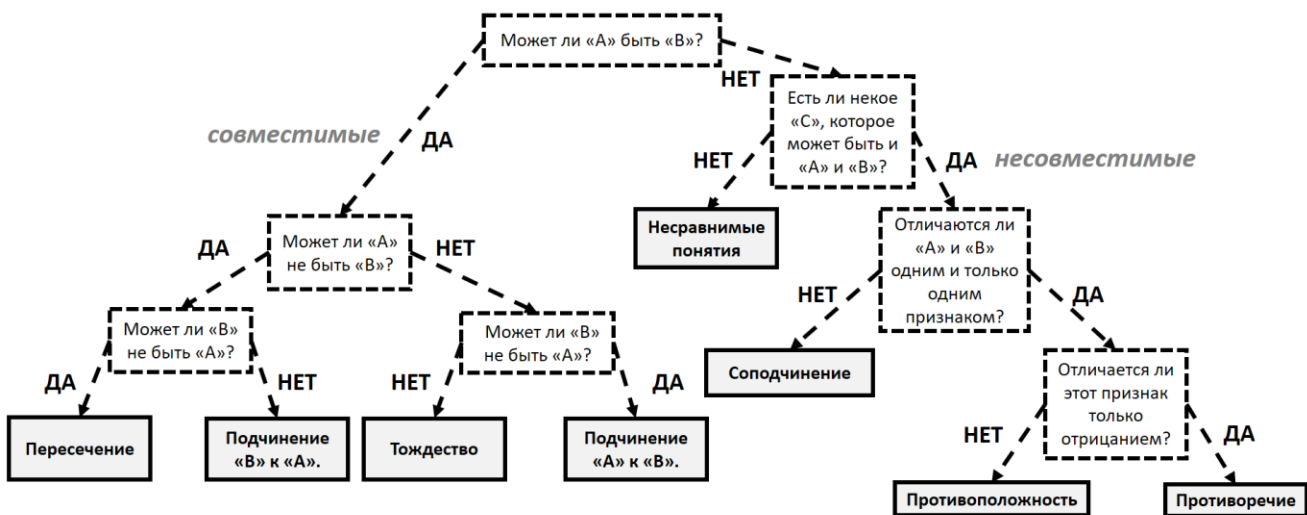 Может ли «А» быть «В»?
НЕТ
Есть ли некое
«С», которое
может быть и
«А» и «В»?
совместимые
ДА
НЕТ
ДА
несовместимые
Несравнимые
понятия
Может ли «А»
не быть «В»?
Отличаются ли
«А» и «В»
одним и только
одним
признаком?
ДА
НЕТ
НЕТ
ДА
Может ли «В»
не быть «А»?
Может ли «В»
не быть «А»?
Соподчинение
Отличается ли
этот признак
только
отрицанием?
ДА
НЕТ
НЕТ
ДА
НЕТ
ДА
Пересечение
Подчинение
«В» к «А».
Тождество
Подчинение
«А» к «В».
Противоположность
Противоречие